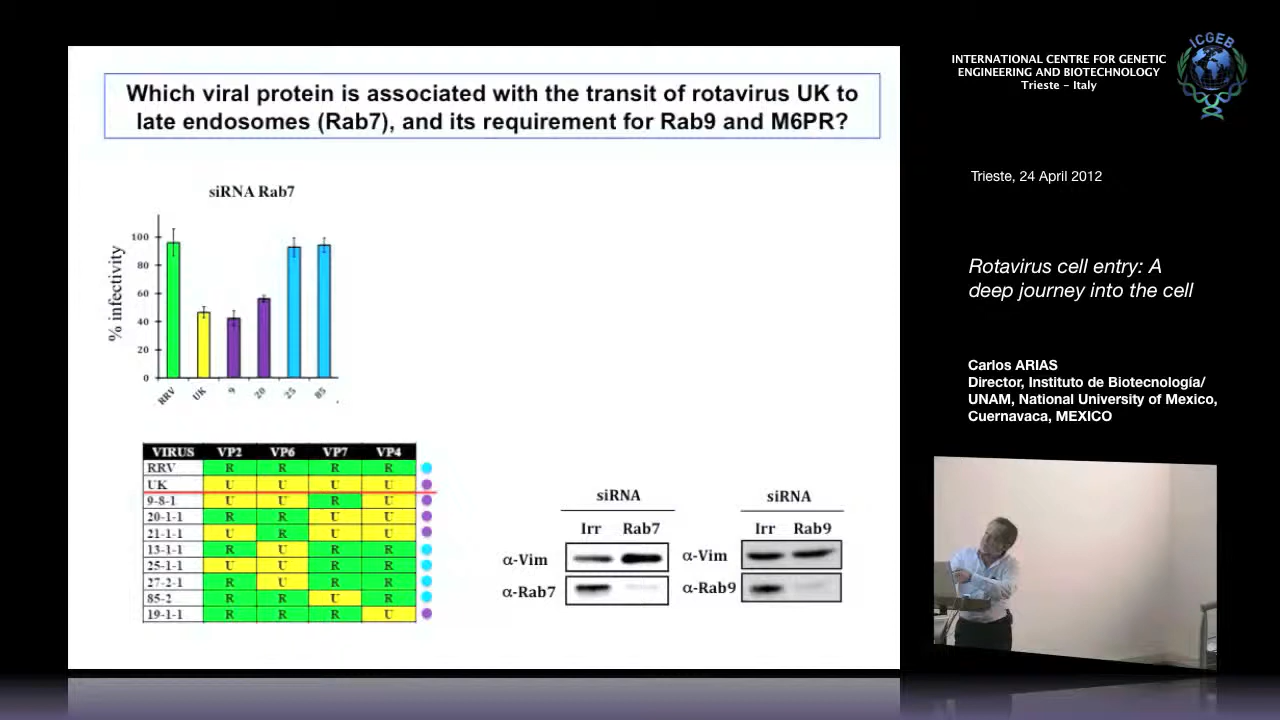 Which viral protein is associated with the transit of rotavirus UK to
late endosomes (Rab7), and its requirement for Rab9 and M6PR?
siRNA Rab7
% infectivity
100
80
60
40
20
0
RRV UK 9 20 25 85
VIRUS VP2 VP6 VP7 VP4
RRV R R R R
UK U U U U
9-8-1 U U R U
20-1-1 R R U U
21-1-1 U R U U
13-1-1 R U R R
25-1-1 U U R R
27-2-1 R U R R
85-2 R R U R
19-1-1 R R R U
siRNA
Irr Rab7
α-Vim
α-Rab7
siRNA
Irr Rab9
α-Vim
α-Rab9
INTERNATIONAL CENTRE FOR GENETIC
ENGINEERING AND BIOTECHNOLOGY
Trieste - Italy
ICGEB
Trieste, 24 April 2012
Rotavirus cell entry: A
deep journey into the cell
Carlos ARIAS
Director, Instituto de Biotecnología/
UNAM, National University of Mexico,
Cuernavaca, MEXICO